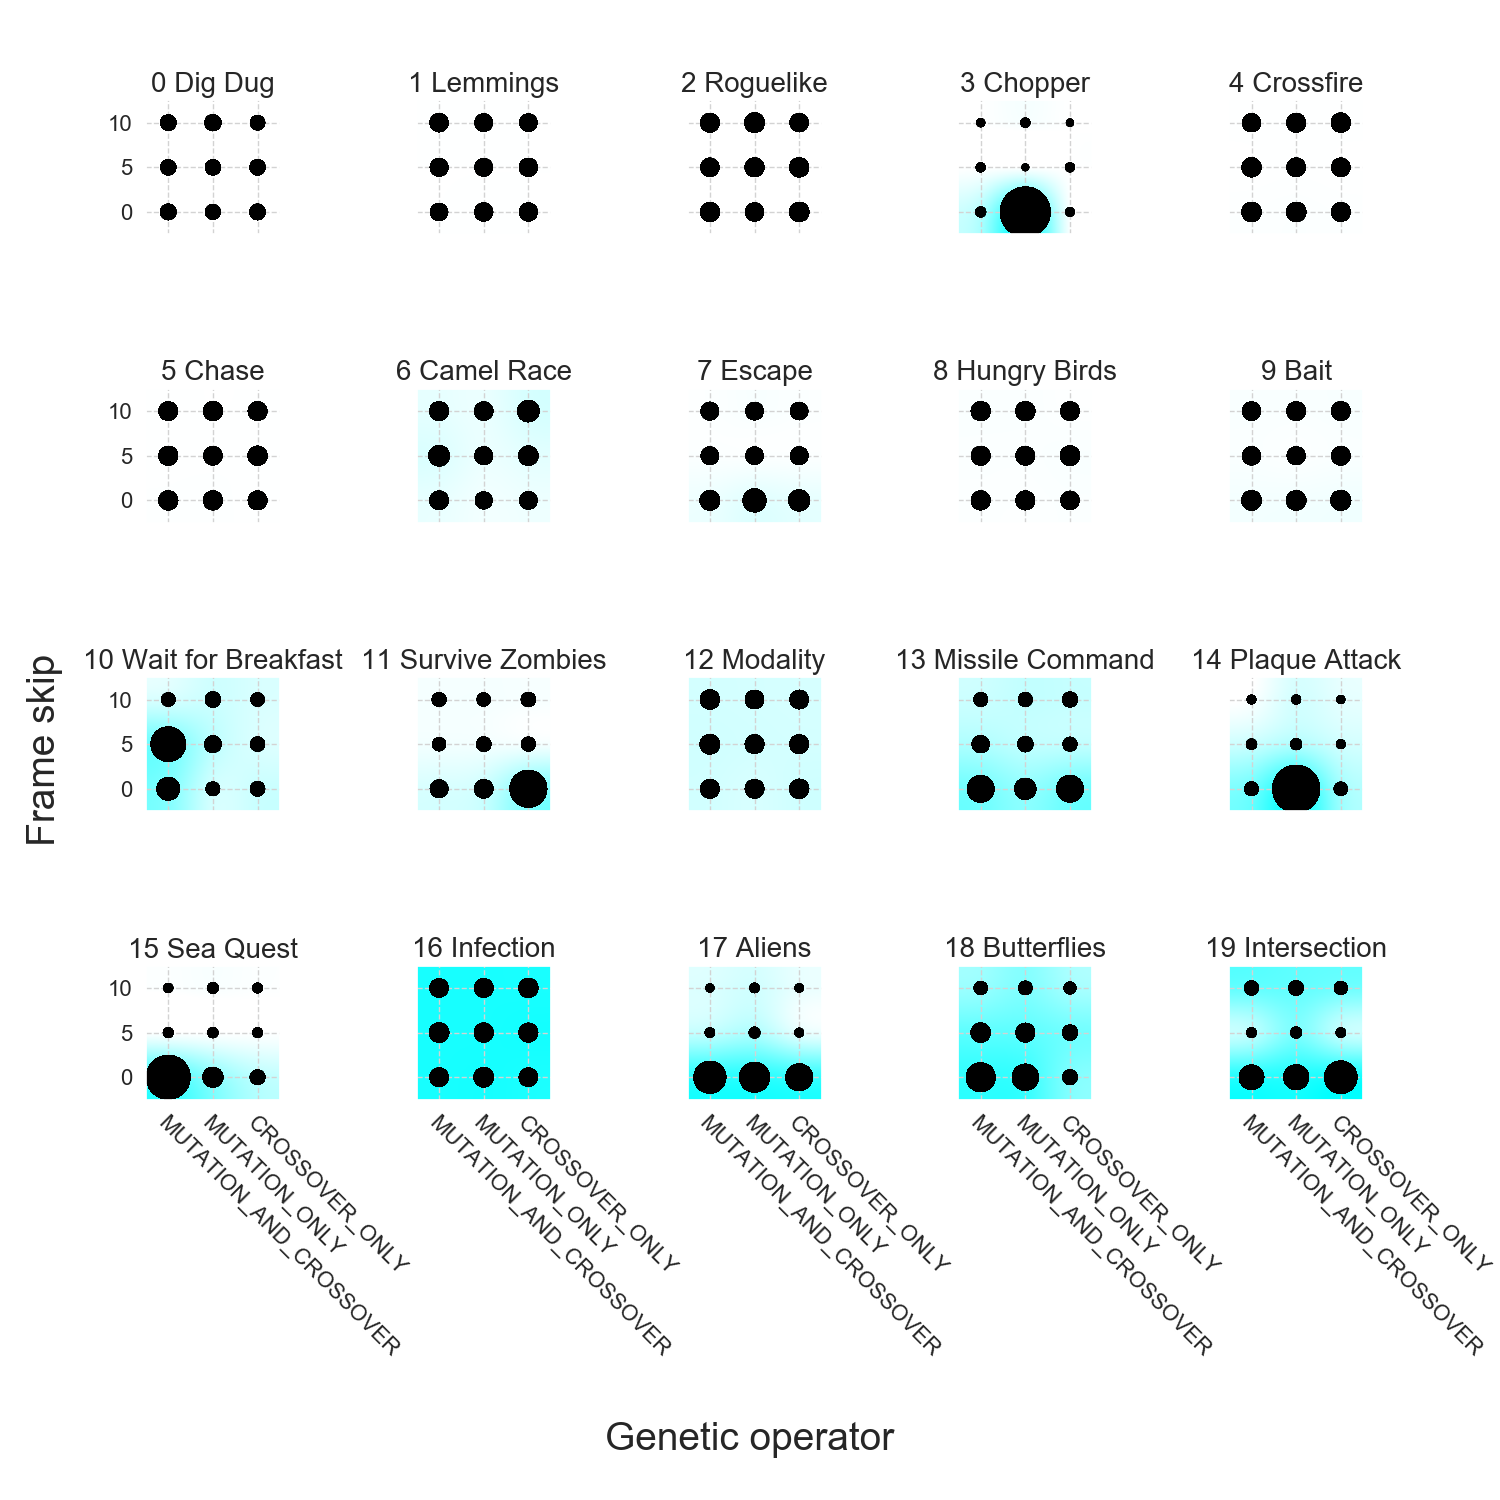 0 Dig Dug
1 Lemmings
2 Roguelike
3 Chopper
4 Crossfire
10
5
0
5 Chase
6 Camel Race
7 Escape
8 Hungry Birds
9 Bait
10
5
0
10 Wait for Breakfast
11 Survive Zombies
12 Modality
13 Missile Command
14 Plaque Attack
10
5
0
Frame skip
15 Sea Quest
16 Infection
17 Aliens
18 Butterflies
19 Intersection
10
5
0
MUTATION_AND_CROSSOVER
MUTATION_ONLY
CROSSOVER_ONLY
MUTATION_AND_CROSSOVER
MUTATION_ONLY
CROSSOVER_ONLY
MUTATION_AND_CROSSOVER
MUTATION_ONLY
CROSSOVER_ONLY
MUTATION_AND_CROSSOVER
MUTATION_ONLY
CROSSOVER_ONLY
MUTATION_AND_CROSSOVER
MUTATION_ONLY
CROSSOVER_ONLY
Genetic operator